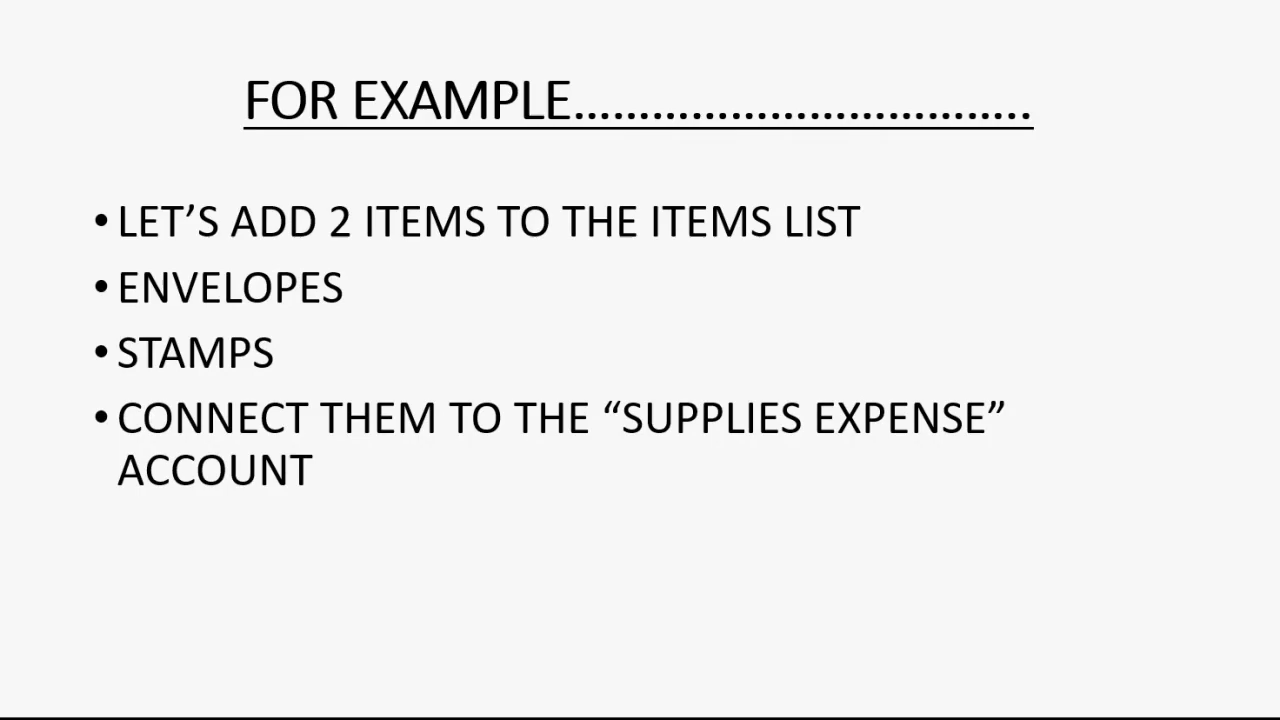 FOR EXAMPLE......................................
• LET’S ADD 2 ITEMS TO THE ITEMS LIST
• ENVELOPES
• STAMPS
• CONNECT THEM TO THE “SUPPLIES EXPENSE”
ACCOUNT